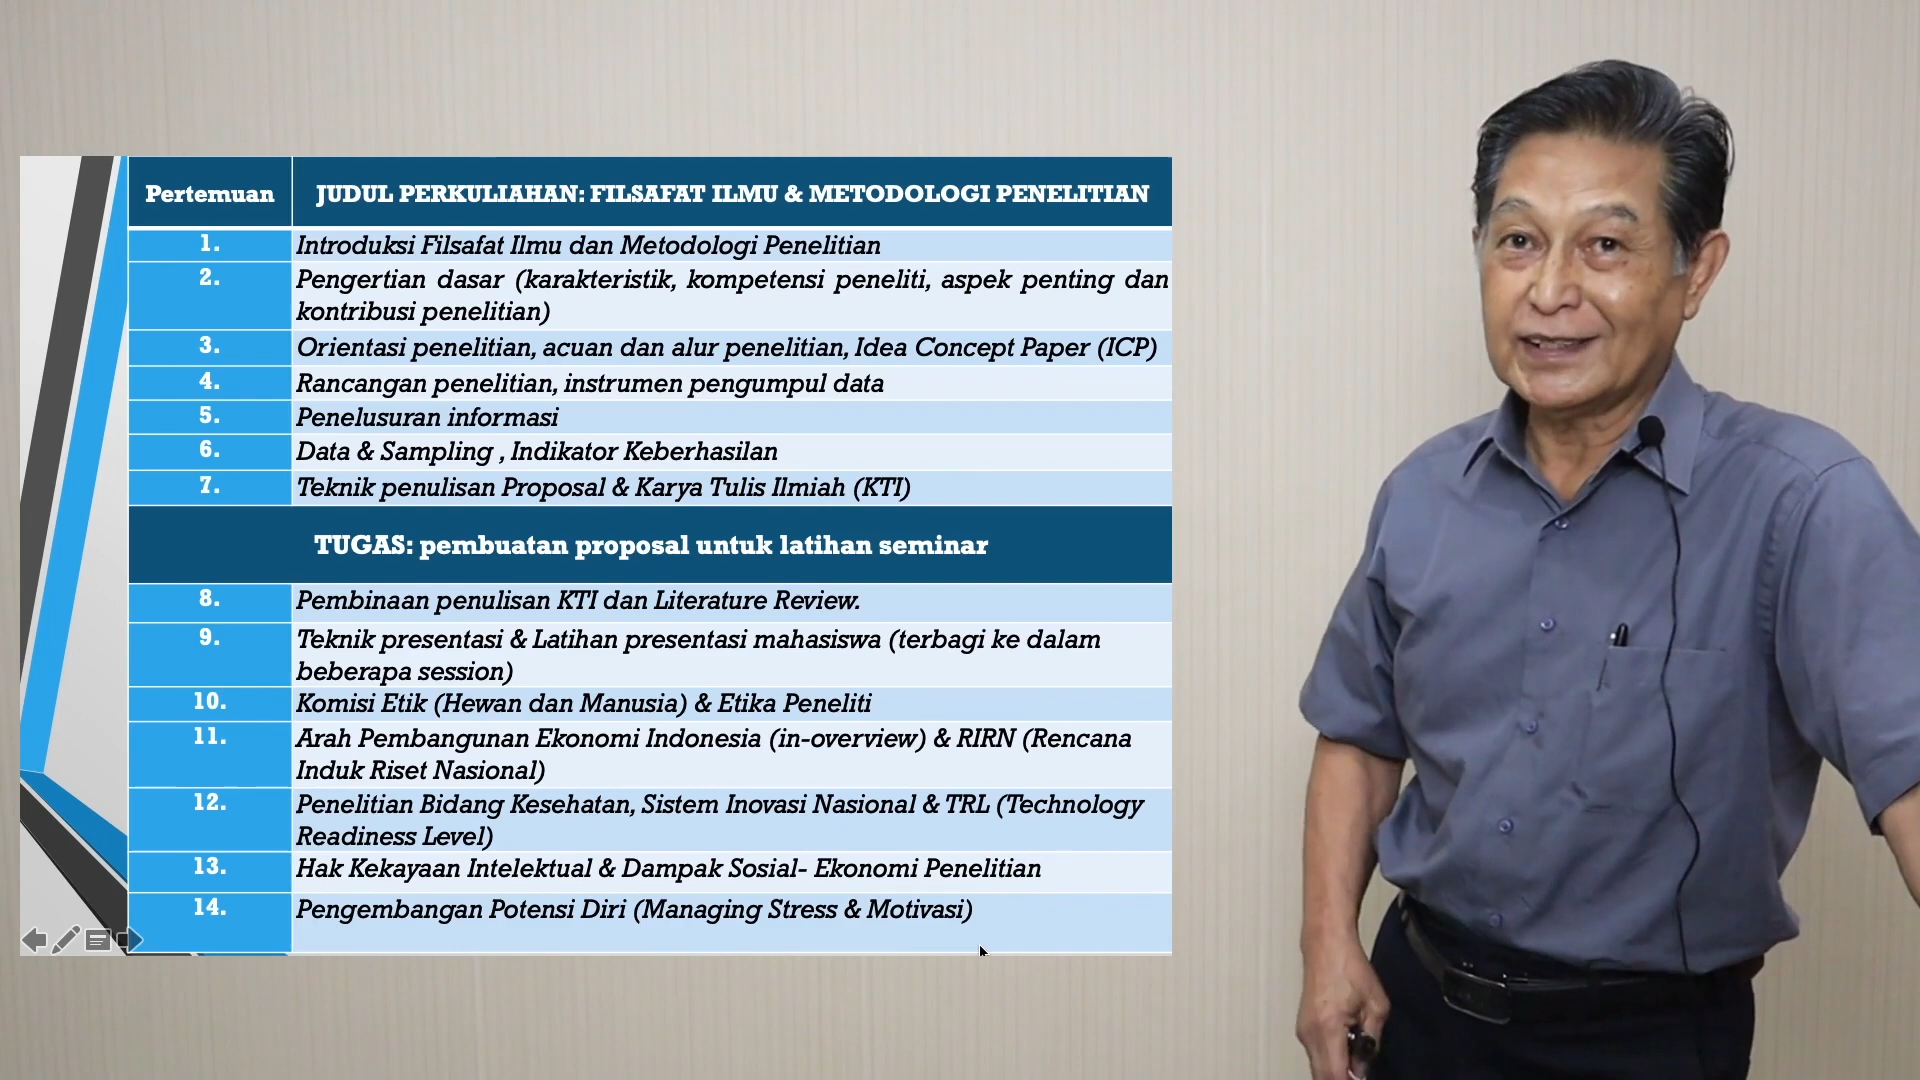 Pertemuan
JUDUL PERKULIAHAN: FILSAFAT ILMU & METODOLOGI PENELITIAN
1.
Introduksi Filsafat Ilmu dan Metodologi Penelitian
2.
Pengertian dasar (karakteristik, kompetensi peneliti, aspek penting dan
kontribusi penelitian)
3.
Orientasi penelitian, acuan dan alur penelitian, Idea Concept Paper (ICP)
4.
Rancangan penelitian, instrumen pengumpul data
5.
Penelusuran informasi
6.
Data & Sampling , Indikator Keberhasilan
7.
Teknik penulisan Proposal & Karya Tulis Ilmiah (KTI)
TUGAS: pembuatan proposal untuk latihan seminar
8.
Pembinaan penulisan KTI dan Literature Review.
9.
Teknik presentasi & Latihan presentasi mahasiswa (terbagi ke dalam
beberapa session)
10.
Komisi Etik (Hewan dan Manusia) & Etika Peneliti
11.
Arah Pembangunan Ekonomi Indonesia (in-overview) & RIRN (Rencana
Induk Riset Nasional)
12.
Penelitian Bidang Kesehatan, Sistem Inovasi Nasional & TRL (Technology
Readiness Level)
13.
Hak Kekayaan Intelektual & Dampak Sosial- Ekonomi Penelitian
14.
Pengembangan Potensi Diri (Managing Stress & Motivasi)